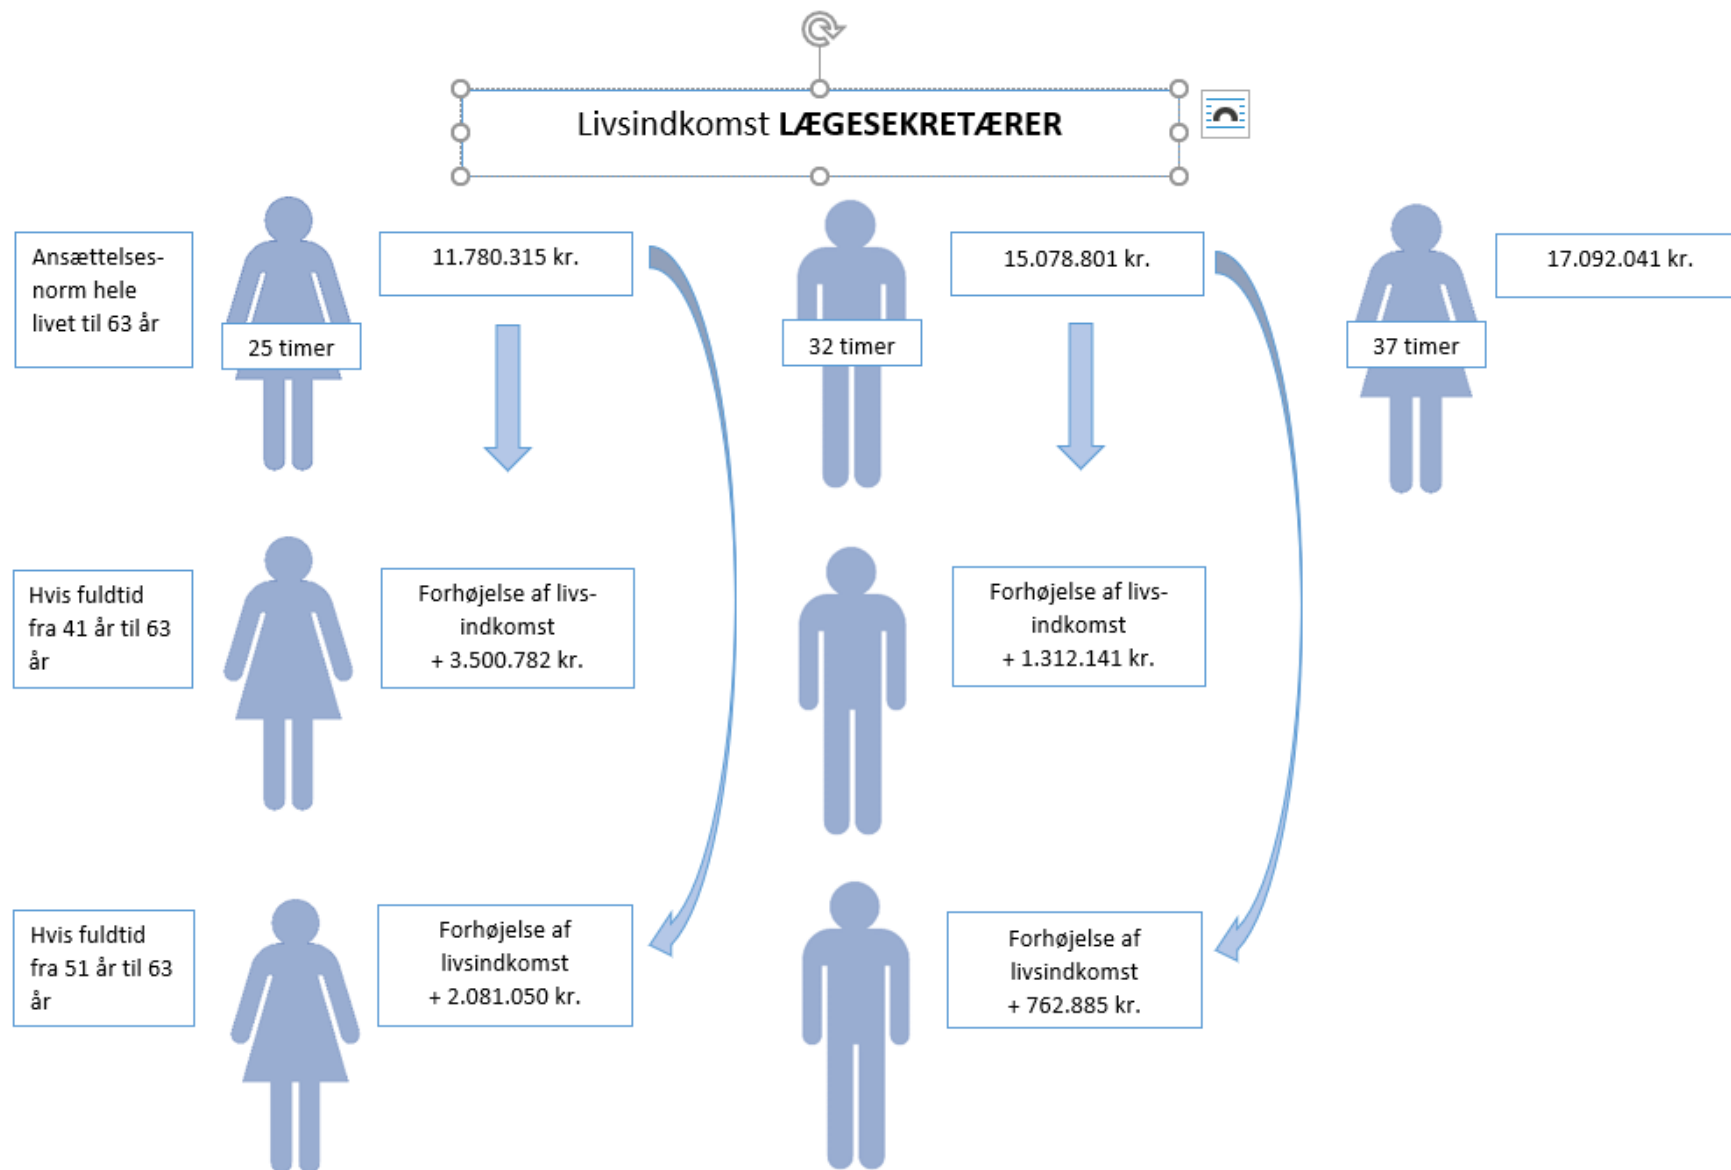 Livsindkomst LÆGESEKRETÆRER
Ansættelses-
norm hele
livet til 63 år
25 timer
11.780.315 kr.
32 timer
15.078.801 kr.
37 timer
17.092.041 kr.
Hvis fuldtid
fra 41 år til 63
år
Forhøjelse af livs-
indkomst
+ 3.500.782 kr.
Forhøjelse af livs-
indkomst
+ 1.312.141 kr.
Hvis fuldtid
fra 51 år til 63
år
Forhøjelse af
livsindkomst
+ 2.081.050 kr.
Forhøjelse af
livsindkomst
+ 762.885 kr.